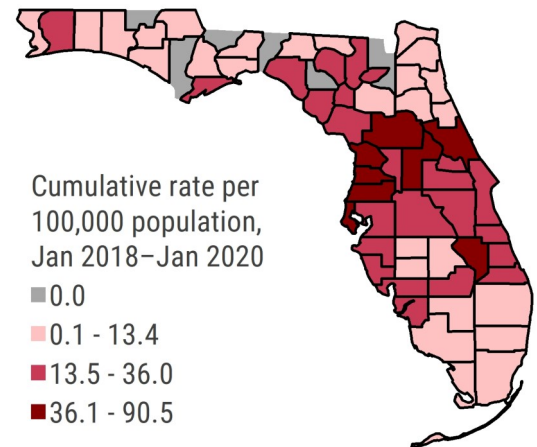 Cumulative rate per
100,000 population,
Jan 2018–Jan 2020
0.0
0.1 - 13.4
13.5 - 36.0
36.1 - 90.5